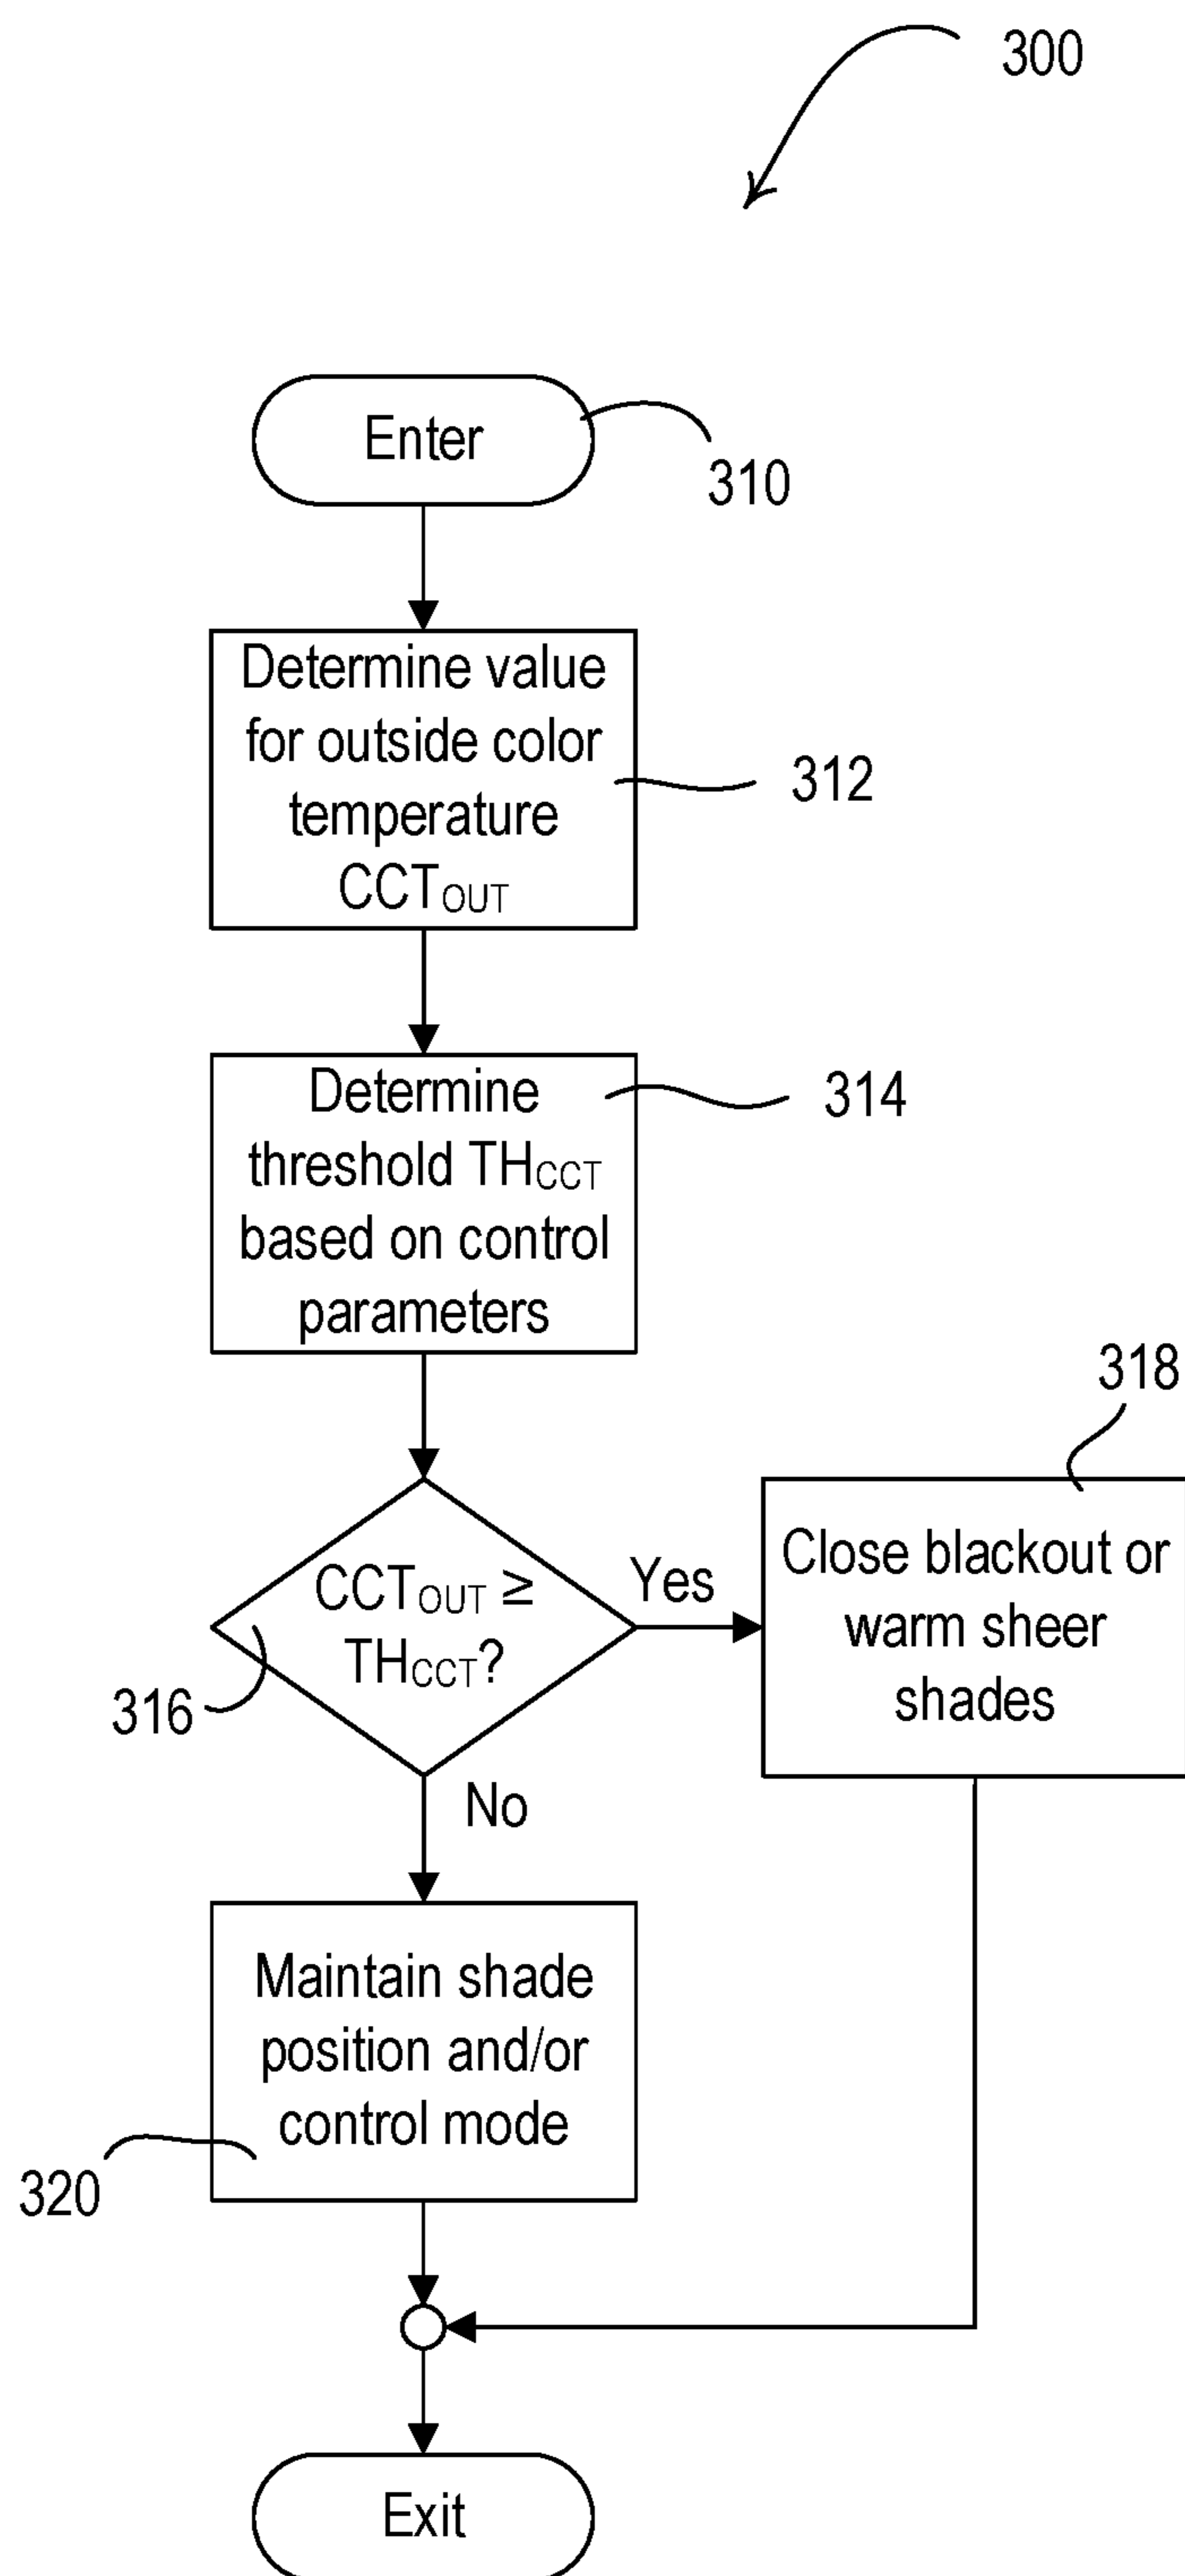 300
Enter
310
Determine value
for outside color
temperature
CCTOUT
312
Determine
threshold THCCT
based on control
parameters
314
318
CCTOUT ≥
THCCT?
316
Yes
Close blackout or
warm sheer
shades
No
Maintain shade
position and/or
control mode
320
Exit